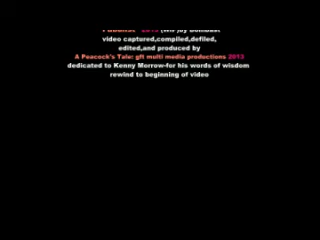 2013
video captured,compiled,defiled,
edited,and produced by
A Peacock's Tale: gft multi media productions 2013
dedicated to Kenny Merrow-for his words of wisdom
rewind to beginning of video